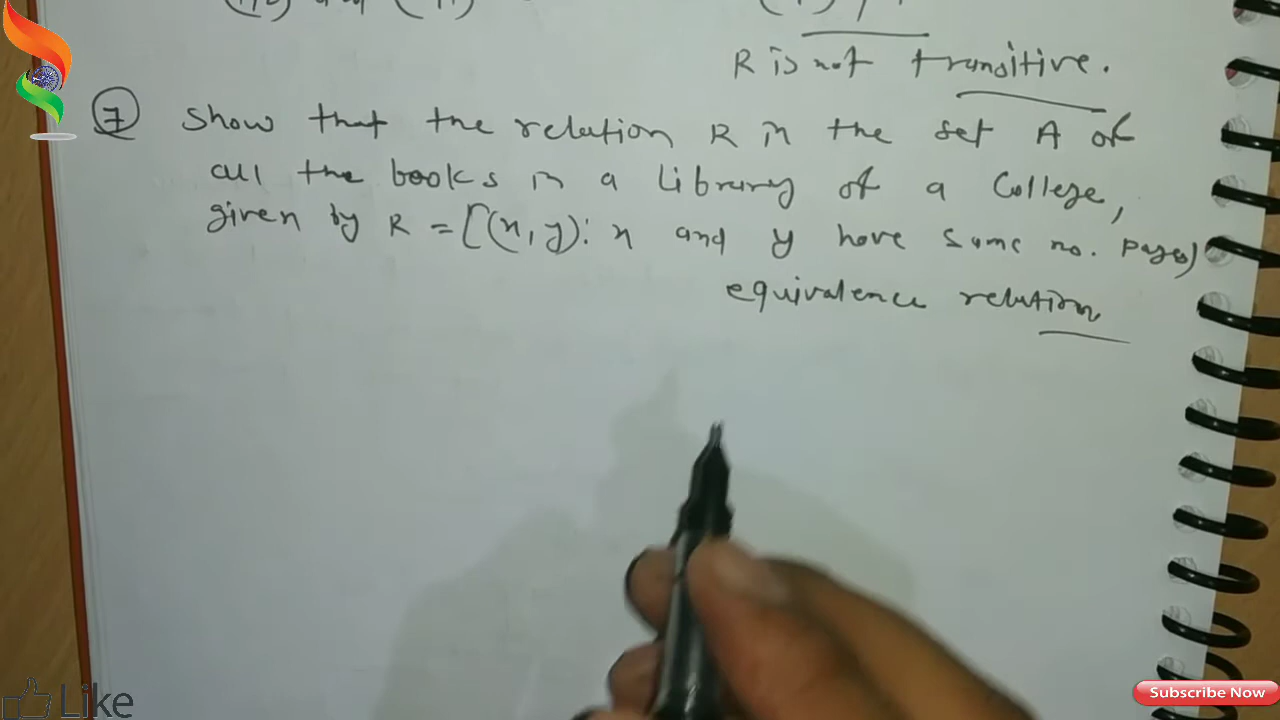 R is not transitive.
7 Show that the relation R in the set A of
all the books in a Library of a College,
given by R = [(x, y): x and y have same no. pages)
equivalence relation
Like
Subscribe Now